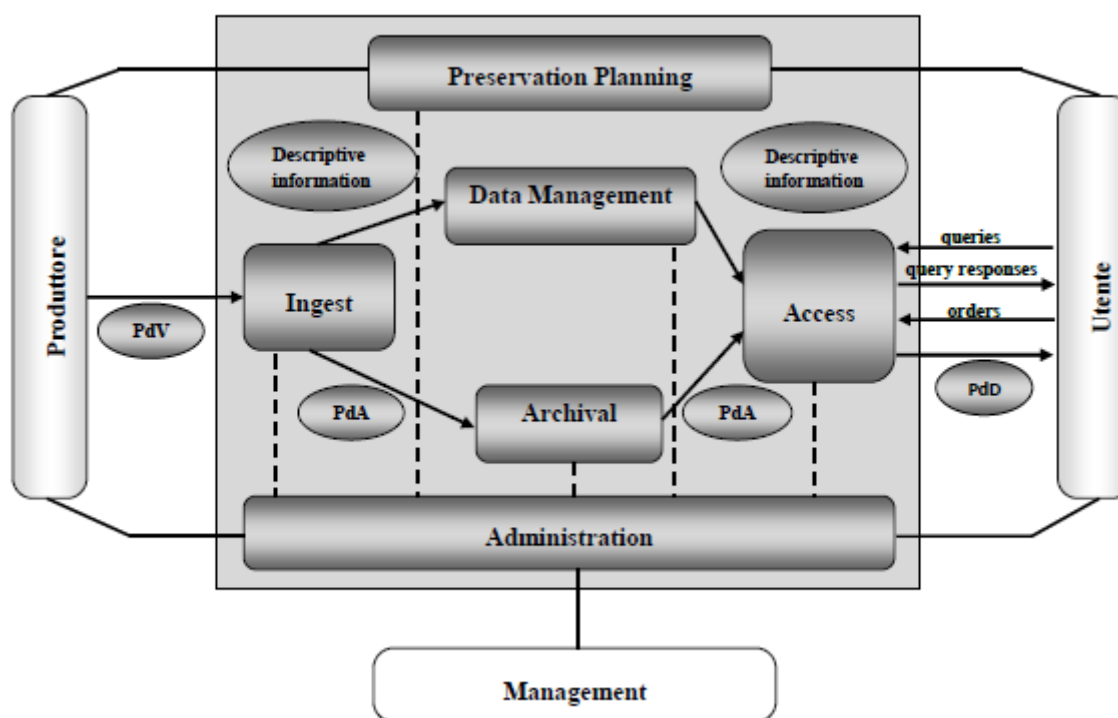 Preservation Planning
Descriptive
information
Descriptive
information
Data Management
Produttore
Utente
queries
query responses
orders
Ingest
Access
PdV
PdD
PdA
Archival
PdA
Administration
Management